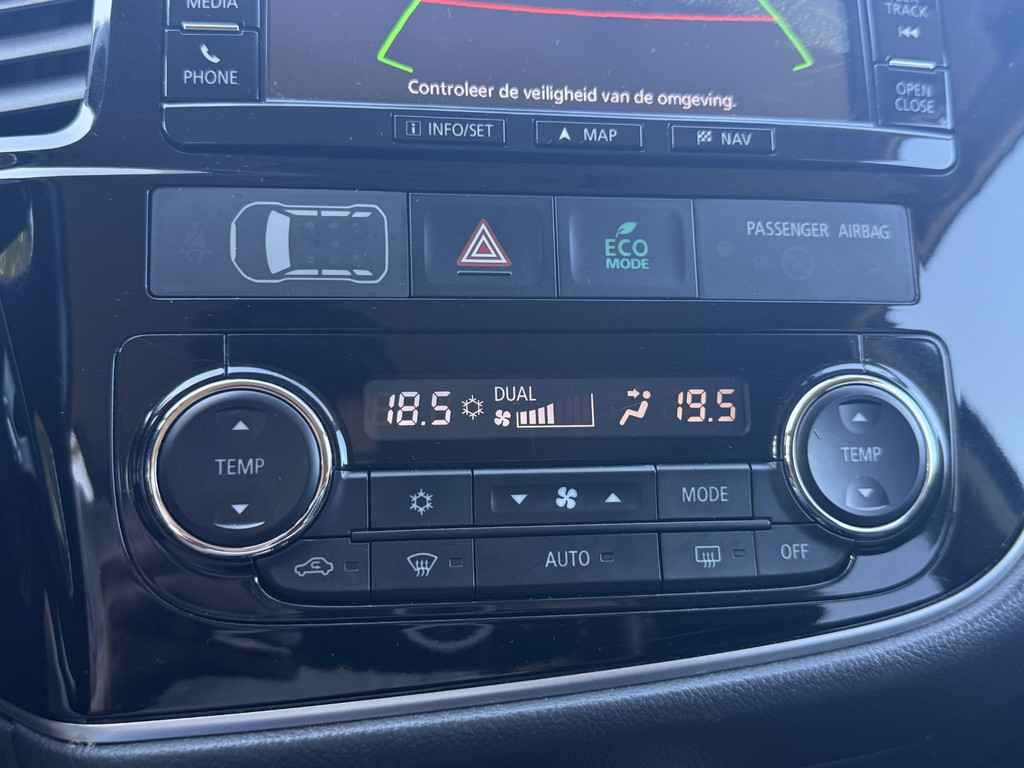 MEDIA
PHONE
TRACK
OPEN
CLOSE
Controleer de veiligheid van de omgeving.
INFO/SET
MAP
NAV
ECO
MODE
PASSENGER AIRBAG
18.5
DUAL
19.5
TEMP
TEMP
MODE
AUTO
OFF